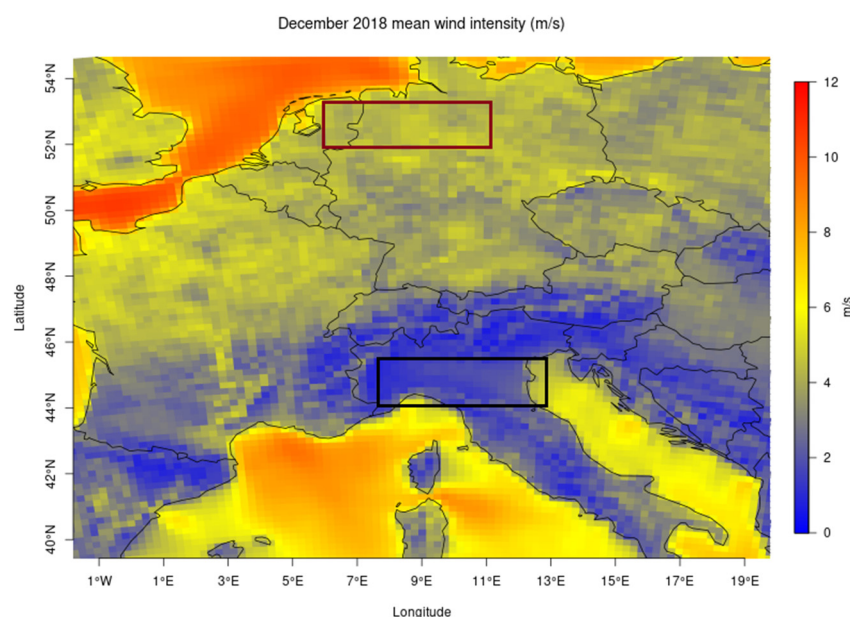 December 2018 mean wind intensity (m/s)
54°N
52°N
50°N
48°N
46°N
44°N
42°N
40°N
Latitude
1°W 1°E 3°E 5°E 7°E 9°E 11°E 13°E 15°E 17°E 19°E
Longitude
12
10
8
6
4
2
0
m/s